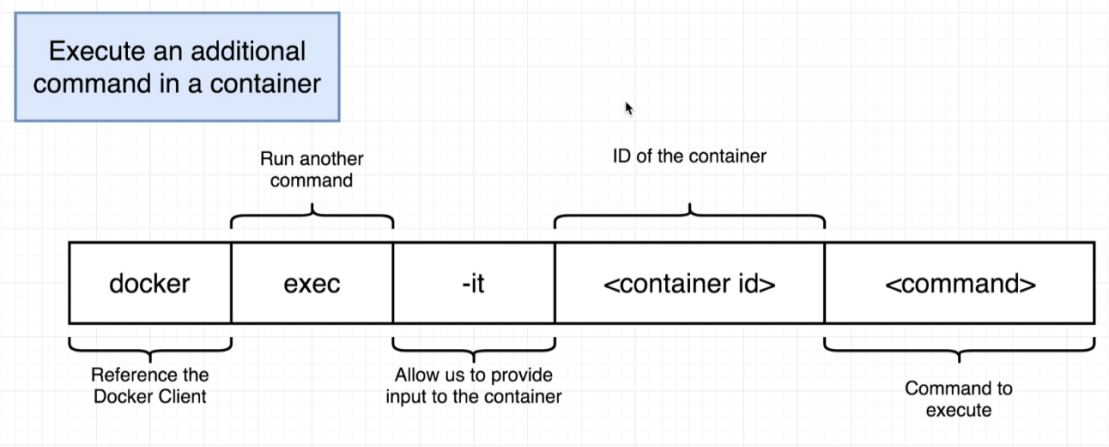 Execute an additional
command in a container
Run another
command
ID of the container
docker
exec
-it
<container id>
<command>
Reference the
Docker Client
Allow us to provide
input to the container
Command to
execute